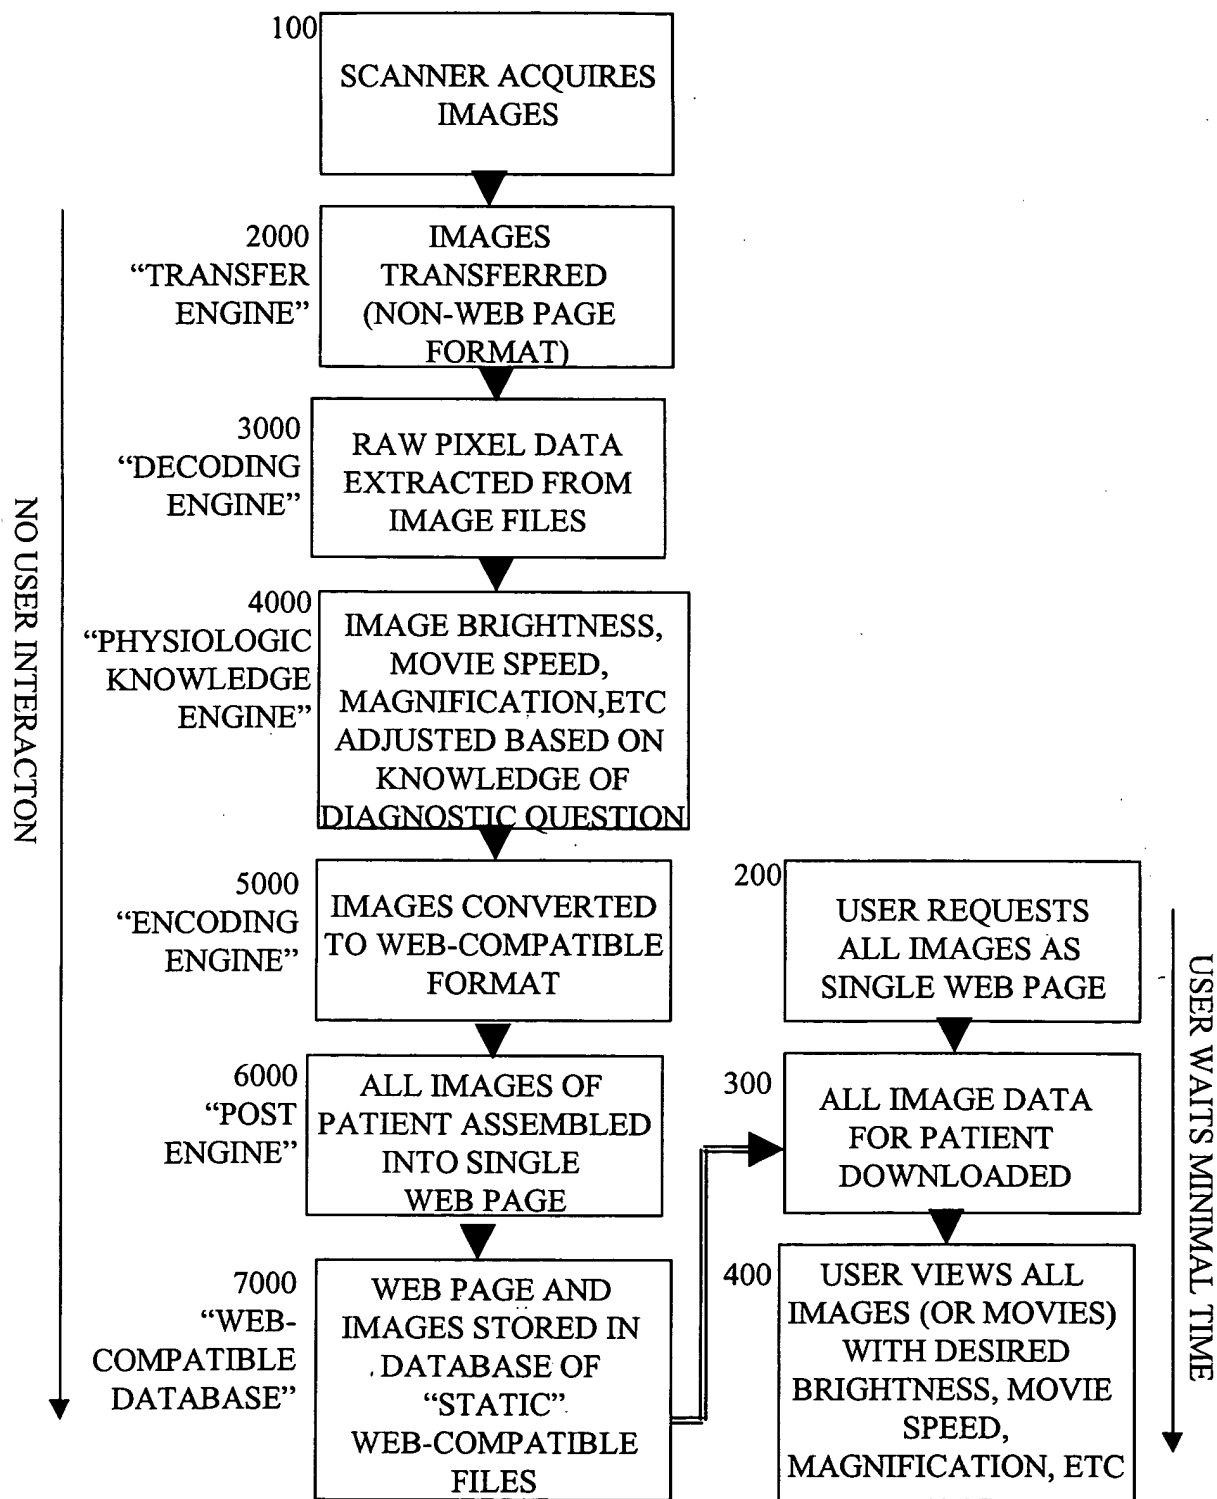 100
SCANNER ACQUIRES
IMAGES
2000
“TRANSFER
ENGINE”
IMAGES
TRANSFERRED
(NON-WEB PAGE
FORMAT)
3000
“DECODING
ENGINE”
RAW PIXEL DATA
EXTRACTED FROM
IMAGE FILES
4000
“PHYSIOLOGIC
KNOWLEDGE
ENGINE”
IMAGE BRIGHTNESS,
MOVIE SPEED,
MAGNIFICATION,ETC
ADJUSTED BASED ON
KNOWLEDGE OF
DIAGNOSTIC QUESTION
5000
“ENCODING
ENGINE”
IMAGES CONVERTED
TO WEB-COMPATIBLE
FORMAT
6000
“POST
ENGINE”
ALL IMAGES OF
PATIENT ASSEMBLED
INTO SINGLE
WEB PAGE
7000
“WEB-
COMPATIBLE
DATABASE”
WEB PAGE AND
IMAGES STORED IN
DATABASE OF
“STATIC”
WEB-COMPATIBLE
FILES
NO USER INTERACTON
200
USER REQUESTS
ALL IMAGES AS
SINGLE WEB PAGE
300
ALL IMAGE DATA
FOR PATIENT
DOWNLOADED
400
USER VIEWS ALL
IMAGES (OR MOVIES)
WITH DESIRED
BRIGHTNESS, MOVIE
SPEED,
MAGNIFICATION, ETC
USER WAITS MINIMAL TIME